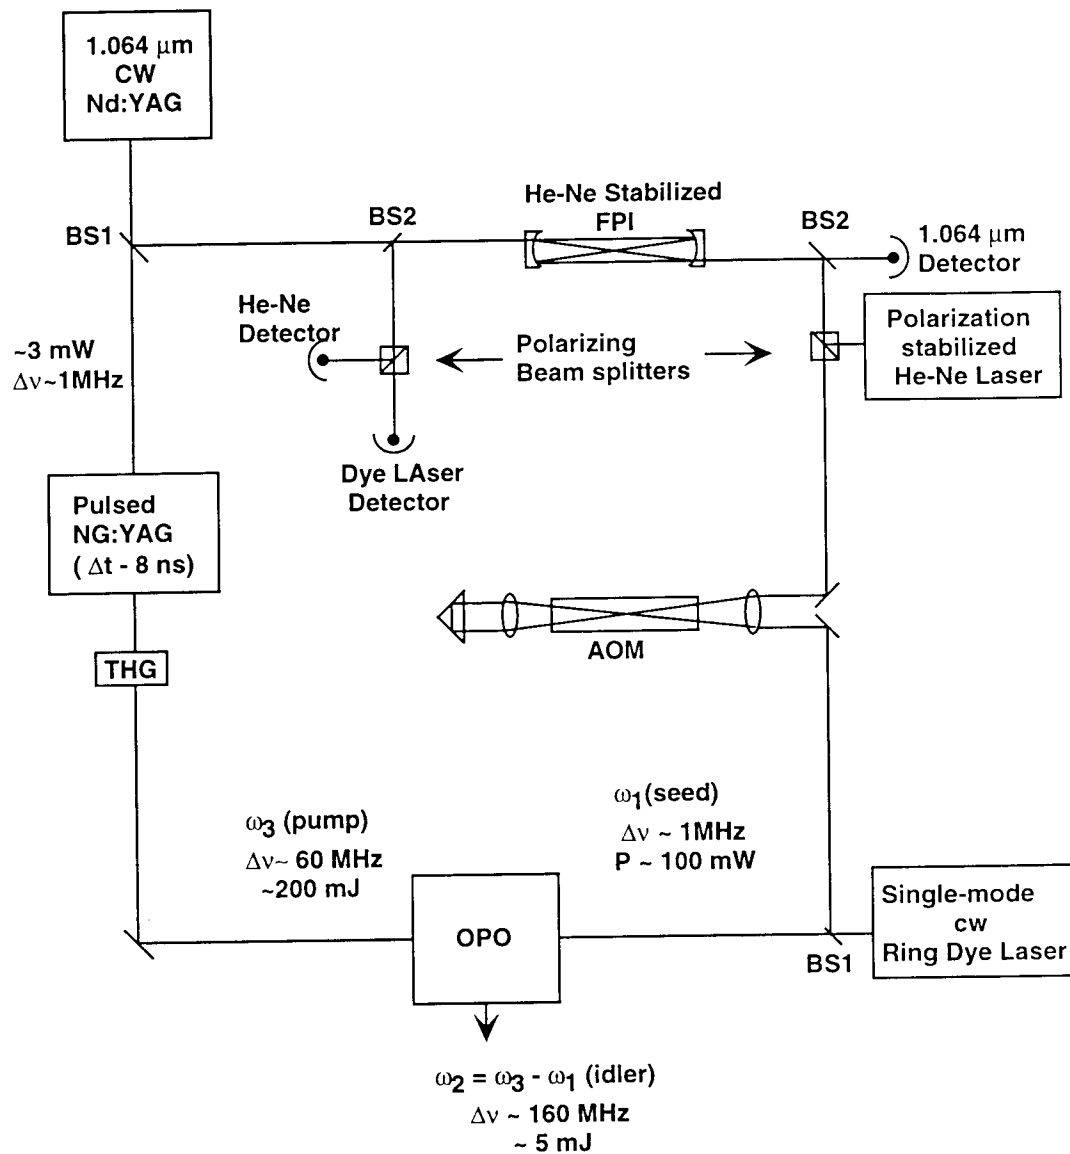 1.064 μm
CW
Nd:YAG
BS1
BS2
He-Ne Stabilized
FPI
BS2
1.064 μm
Detector
He-Ne
Detector
Polarizing
Beam splitters
Polarization
stabilized
He-Ne Laser
~3 mW
Δν~1MHz
Dye LAser
Detector
Pulsed
NG:YAG
( Δt - 8 ns)
AOM
THG
ω3 (pump)
Δν~ 60 MHz
~200 mJ
ω1(seed)
Δν ~ 1MHz
P ~ 100 mW
OPO
BS1
Single-mode
cw
Ring Dye Laser
ω2 = ω3 - ω1 (idler)
Δν ~ 160 MHz
~ 5 mJ